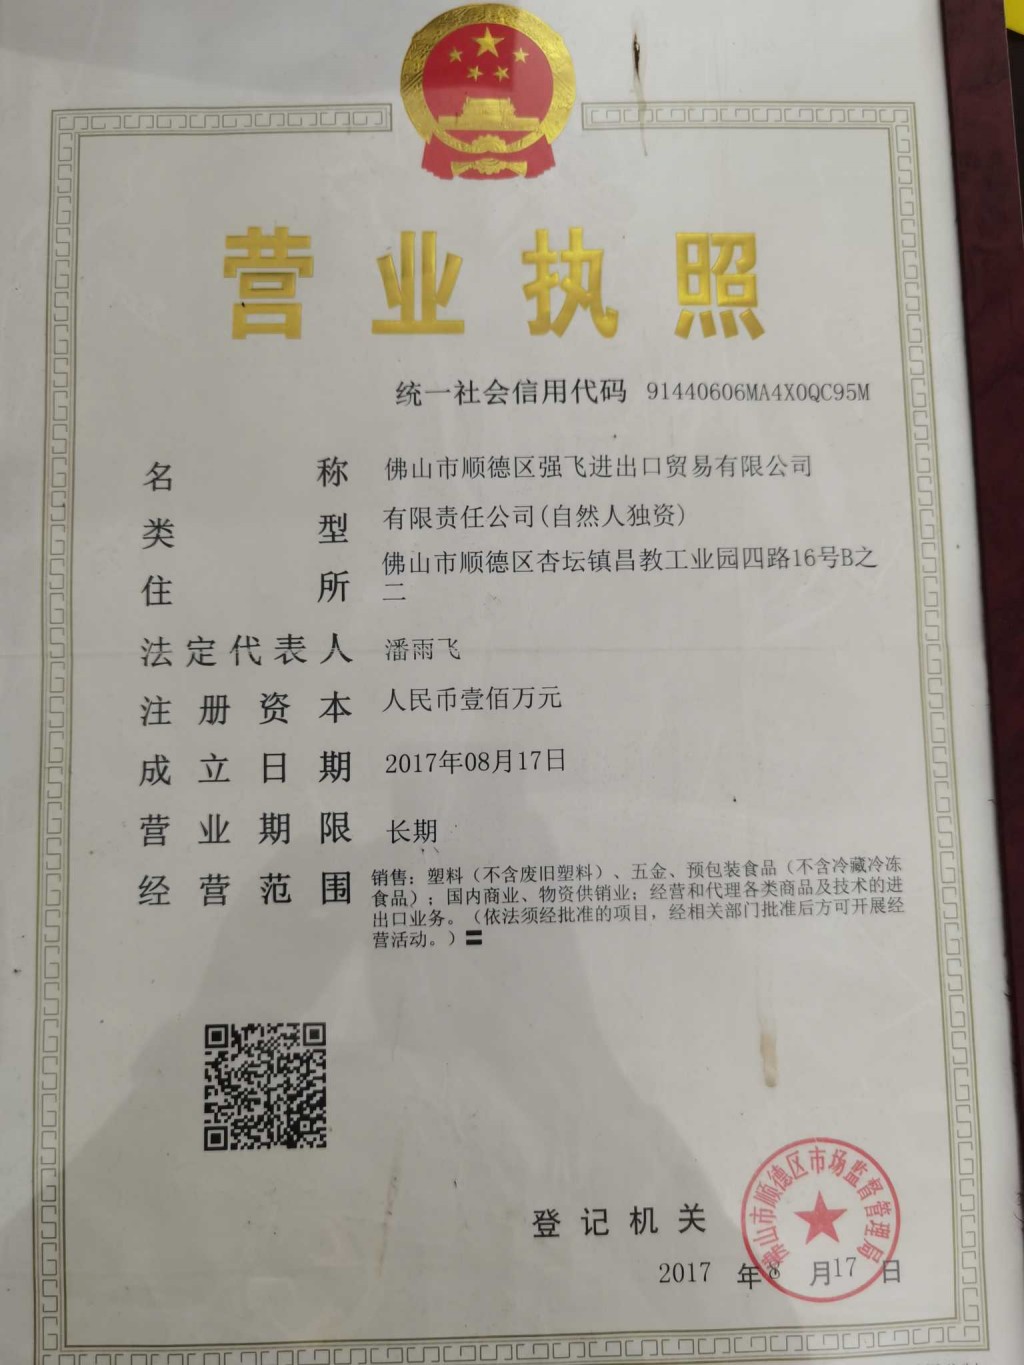 营业执照
统一社会信用代码 91440606MA4X0QC95M
名称 佛山市顺德区强飞进出口贸易有限公司
类型 有限责任公司(自然人独资)
住所 佛山市顺德区杏坛镇昌教工业园四路16号B之
二
法定代表人 潘雨飞
注册资本 人民币壹佰万元
成立日期 2017年08月17日
营业期限 长期
经营范围 销售：塑料（不含废旧塑料）、五金、预包装食品（不含冷藏冷冻
食品）；国内商业、物资供销业；经营和代理各类商品及技术的进
出口业务。（依法须经批准的项目，经相关部门批准后方可开展经
营活动。）〓
登记机关
佛山市顺德区市场监督管理局
2017 年 8 月 17 日